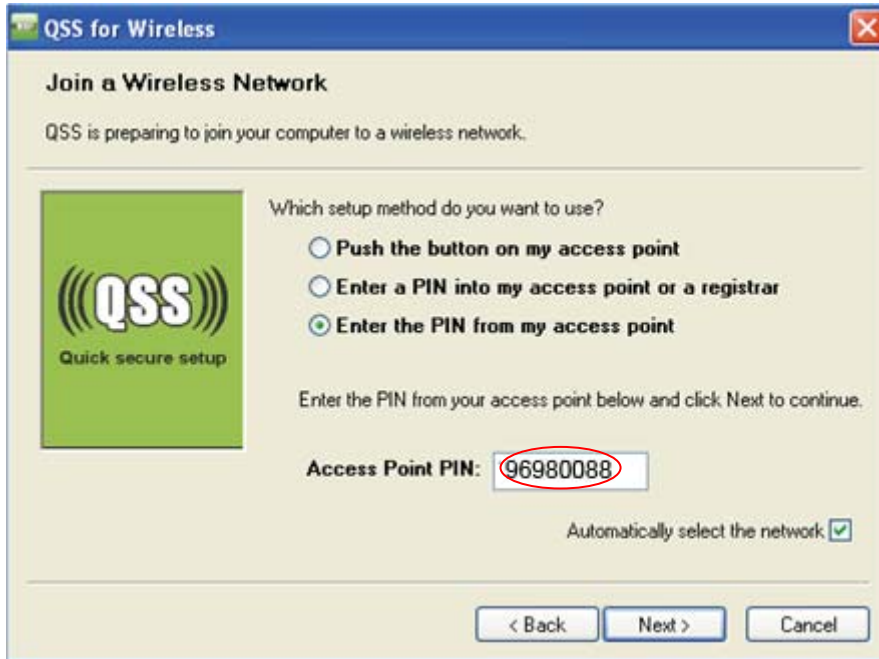 QSS for Wireless
Join a Wireless Network
QSS is preparing to join your computer to a wireless network.
Which setup method do you want to use?
Push the button on my access point
Enter a PIN into my access point or a registrar
Enter the PIN from my access point
(((QSS)))
Quick secure setup
Enter the PIN from your access point below and click Next to continue.
Access Point PIN: 96980088
Automatically select the network
< Back Next > Cancel